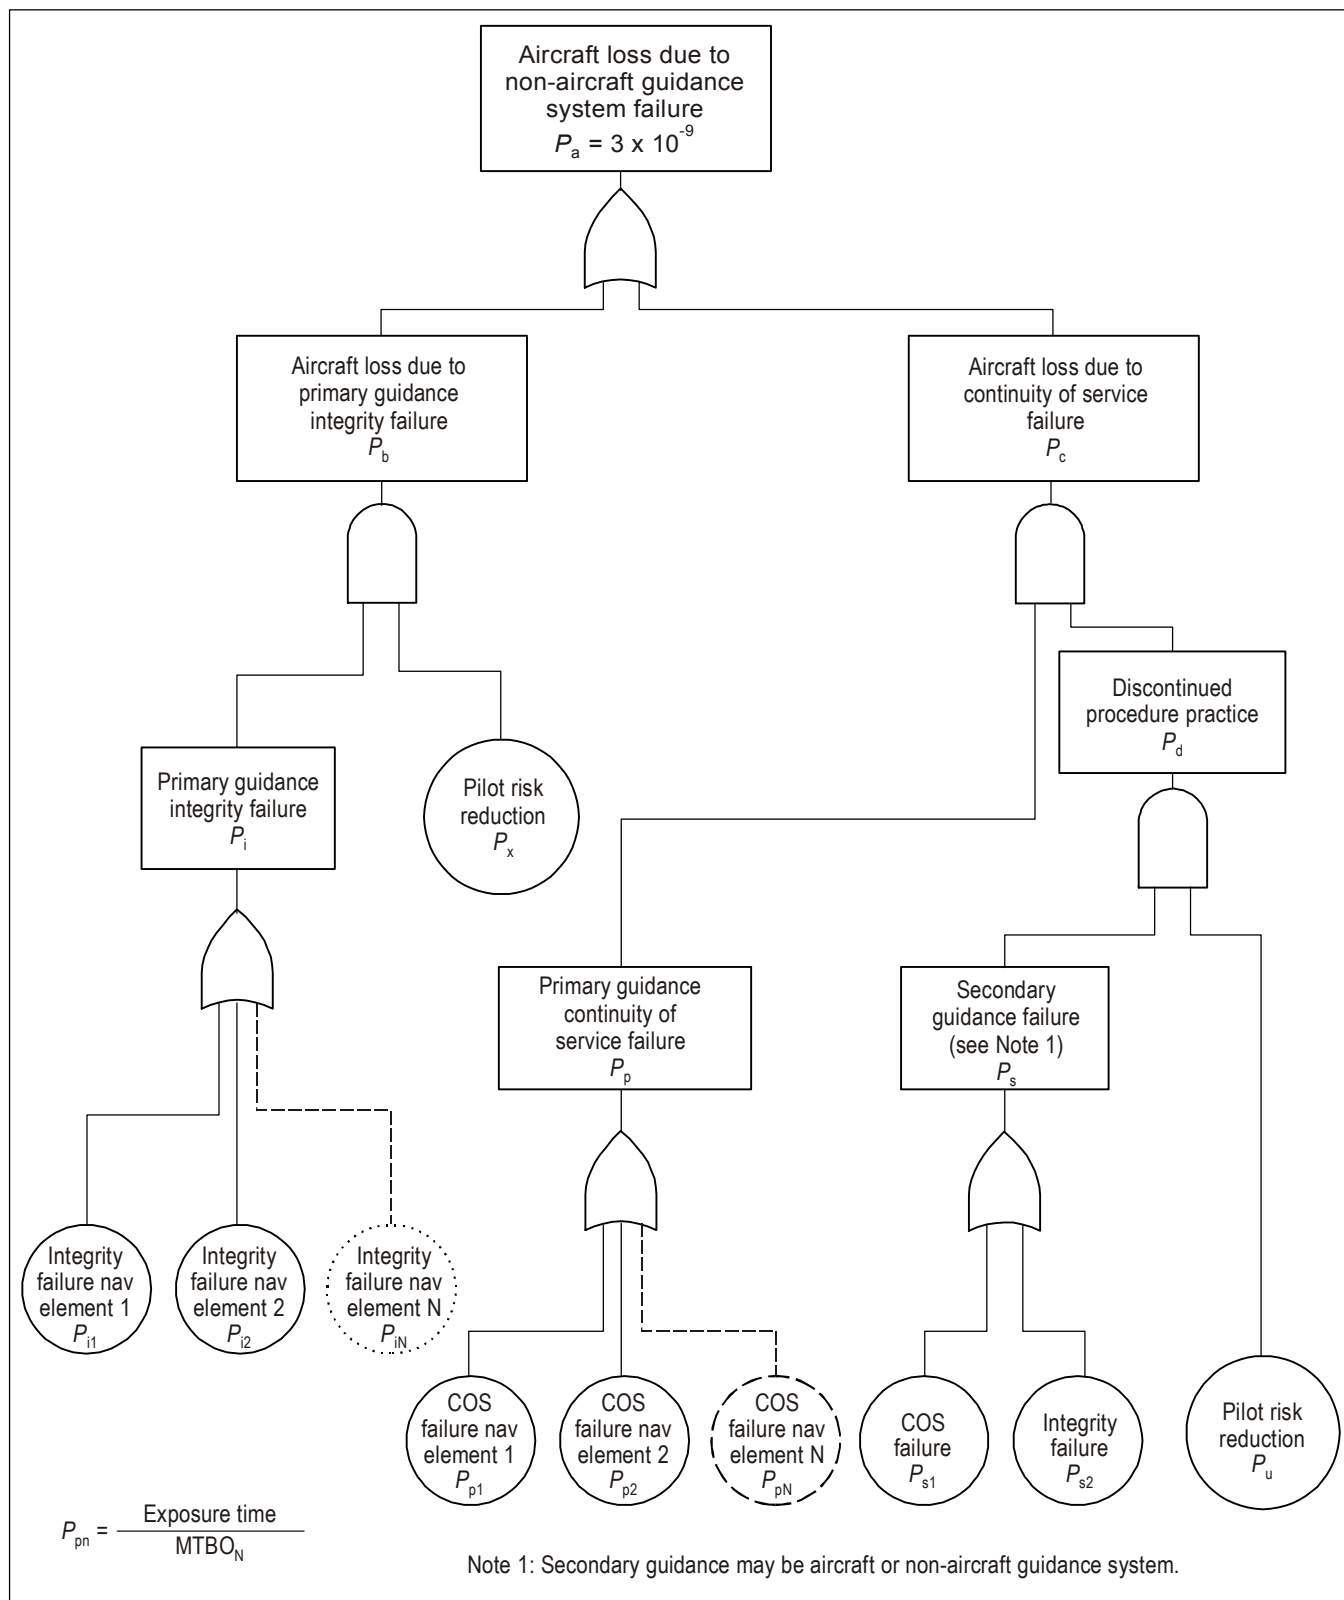 Aircraft loss due to
non-aircraft guidance
system failure
Pa = 3 x 10-9
Aircraft loss due to
primary guidance
integrity failure
Pb
Aircraft loss due to
continuity of service
failure
Pc
Discontinued
procedure practice
Pd
Primary guidance
integrity failure
Pi
Pilot risk
reduction
Px
Primary guidance
continuity of
service failure
Pp
Secondary
guidance failure
(see Note 1)
Ps
Integrity
failure nav
element 1
Pi1
Integrity
failure nav
element 2
Pi2
Integrity
failure nav
element N
PiN
COS
failure nav
element 1
Pp1
COS
failure nav
element 2
Pp2
COS
failure nav
element N
PpN
COS
failure
Ps1
Integrity
failure
Ps2
Pilot risk
reduction
Pu
Ppn = Exposure time
MTBON
Note 1: Secondary guidance may be aircraft or non-aircraft guidance system.